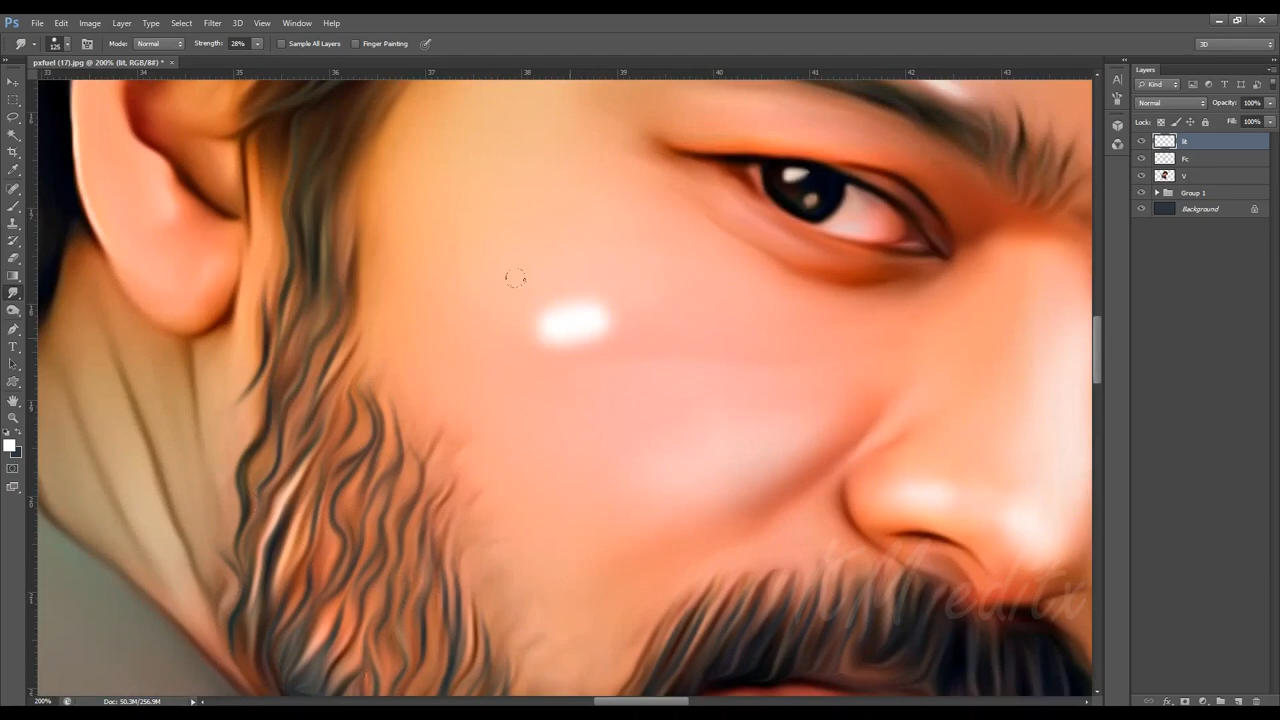 Ps File Edit Image Layer Type Select Filter 3D View Window Help
125 Mode: Normal Strength: 28% Sample All Layers Finger Painting 3D
pxfuel (17).jpg @ 200% (lit, RGB/8#) * ×
33 34 35 36 37 38 39 40 41 42 43
Layers
Kind
Normal Opacity: 100%
Lock: Fill: 100%
lit
Fc
V
Group 1
Background
200% Doc: 50.3M/256.9M